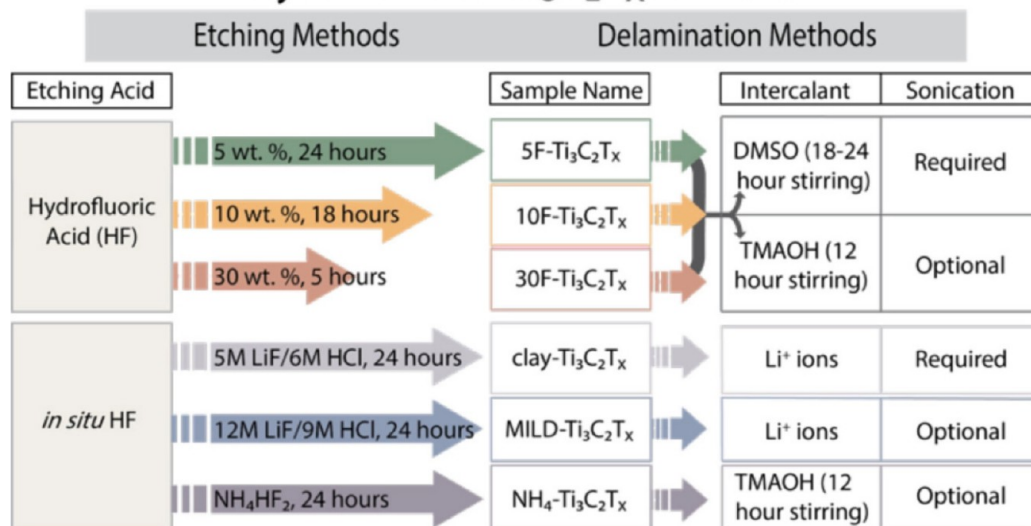 Etching Methods Delamination Methods
Etching Acid Sample Name Intercalant Sonication
Hydrofluoric
Acid (HF)
5 wt. %, 24 hours
10 wt. %, 18 hours
30 wt. %, 5 hours
5F-Ti₃C₂Tₓ
10F-Ti₃C₂Tₓ
30F-Ti₃C₂Tₓ
DMSO (18-24
hour stirring)
Required
TMAOH (12
hour stirring)
Optional
in situ HF
5M LiF/6M HCl, 24 hours
clay-Ti₃C₂Tₓ
Li⁺ ions
Required
12M LiF/9M HCl, 24 hours
MILD-Ti₃C₂Tₓ
Li⁺ ions
Optional
NH₄HF₂, 24 hours
NH₄-Ti₃C₂Tₓ
TMAOH (12
hour stirring)
Optional